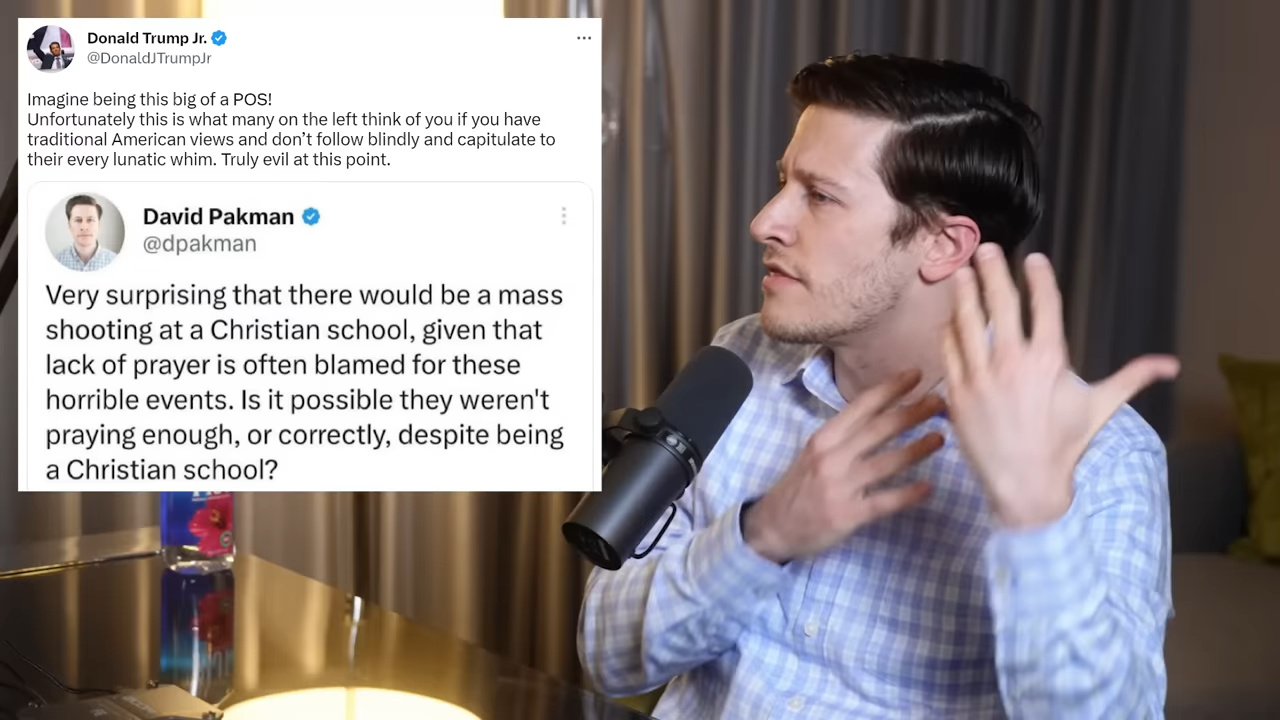 Donald Trump Jr.
@DonaldJTrumpJr
Imagine being this big of a POS!
Unfortunately this is what many on the left think of you if you have
traditional American views and don’t follow blindly and capitulate to
their every lunatic whim. Truly evil at this point.
David Pakman
@dpakman
Very surprising that there would be a mass
shooting at a Christian school, given that
lack of prayer is often blamed for these
horrible events. Is it possible they weren't
praying enough, or correctly, despite being
a Christian school?